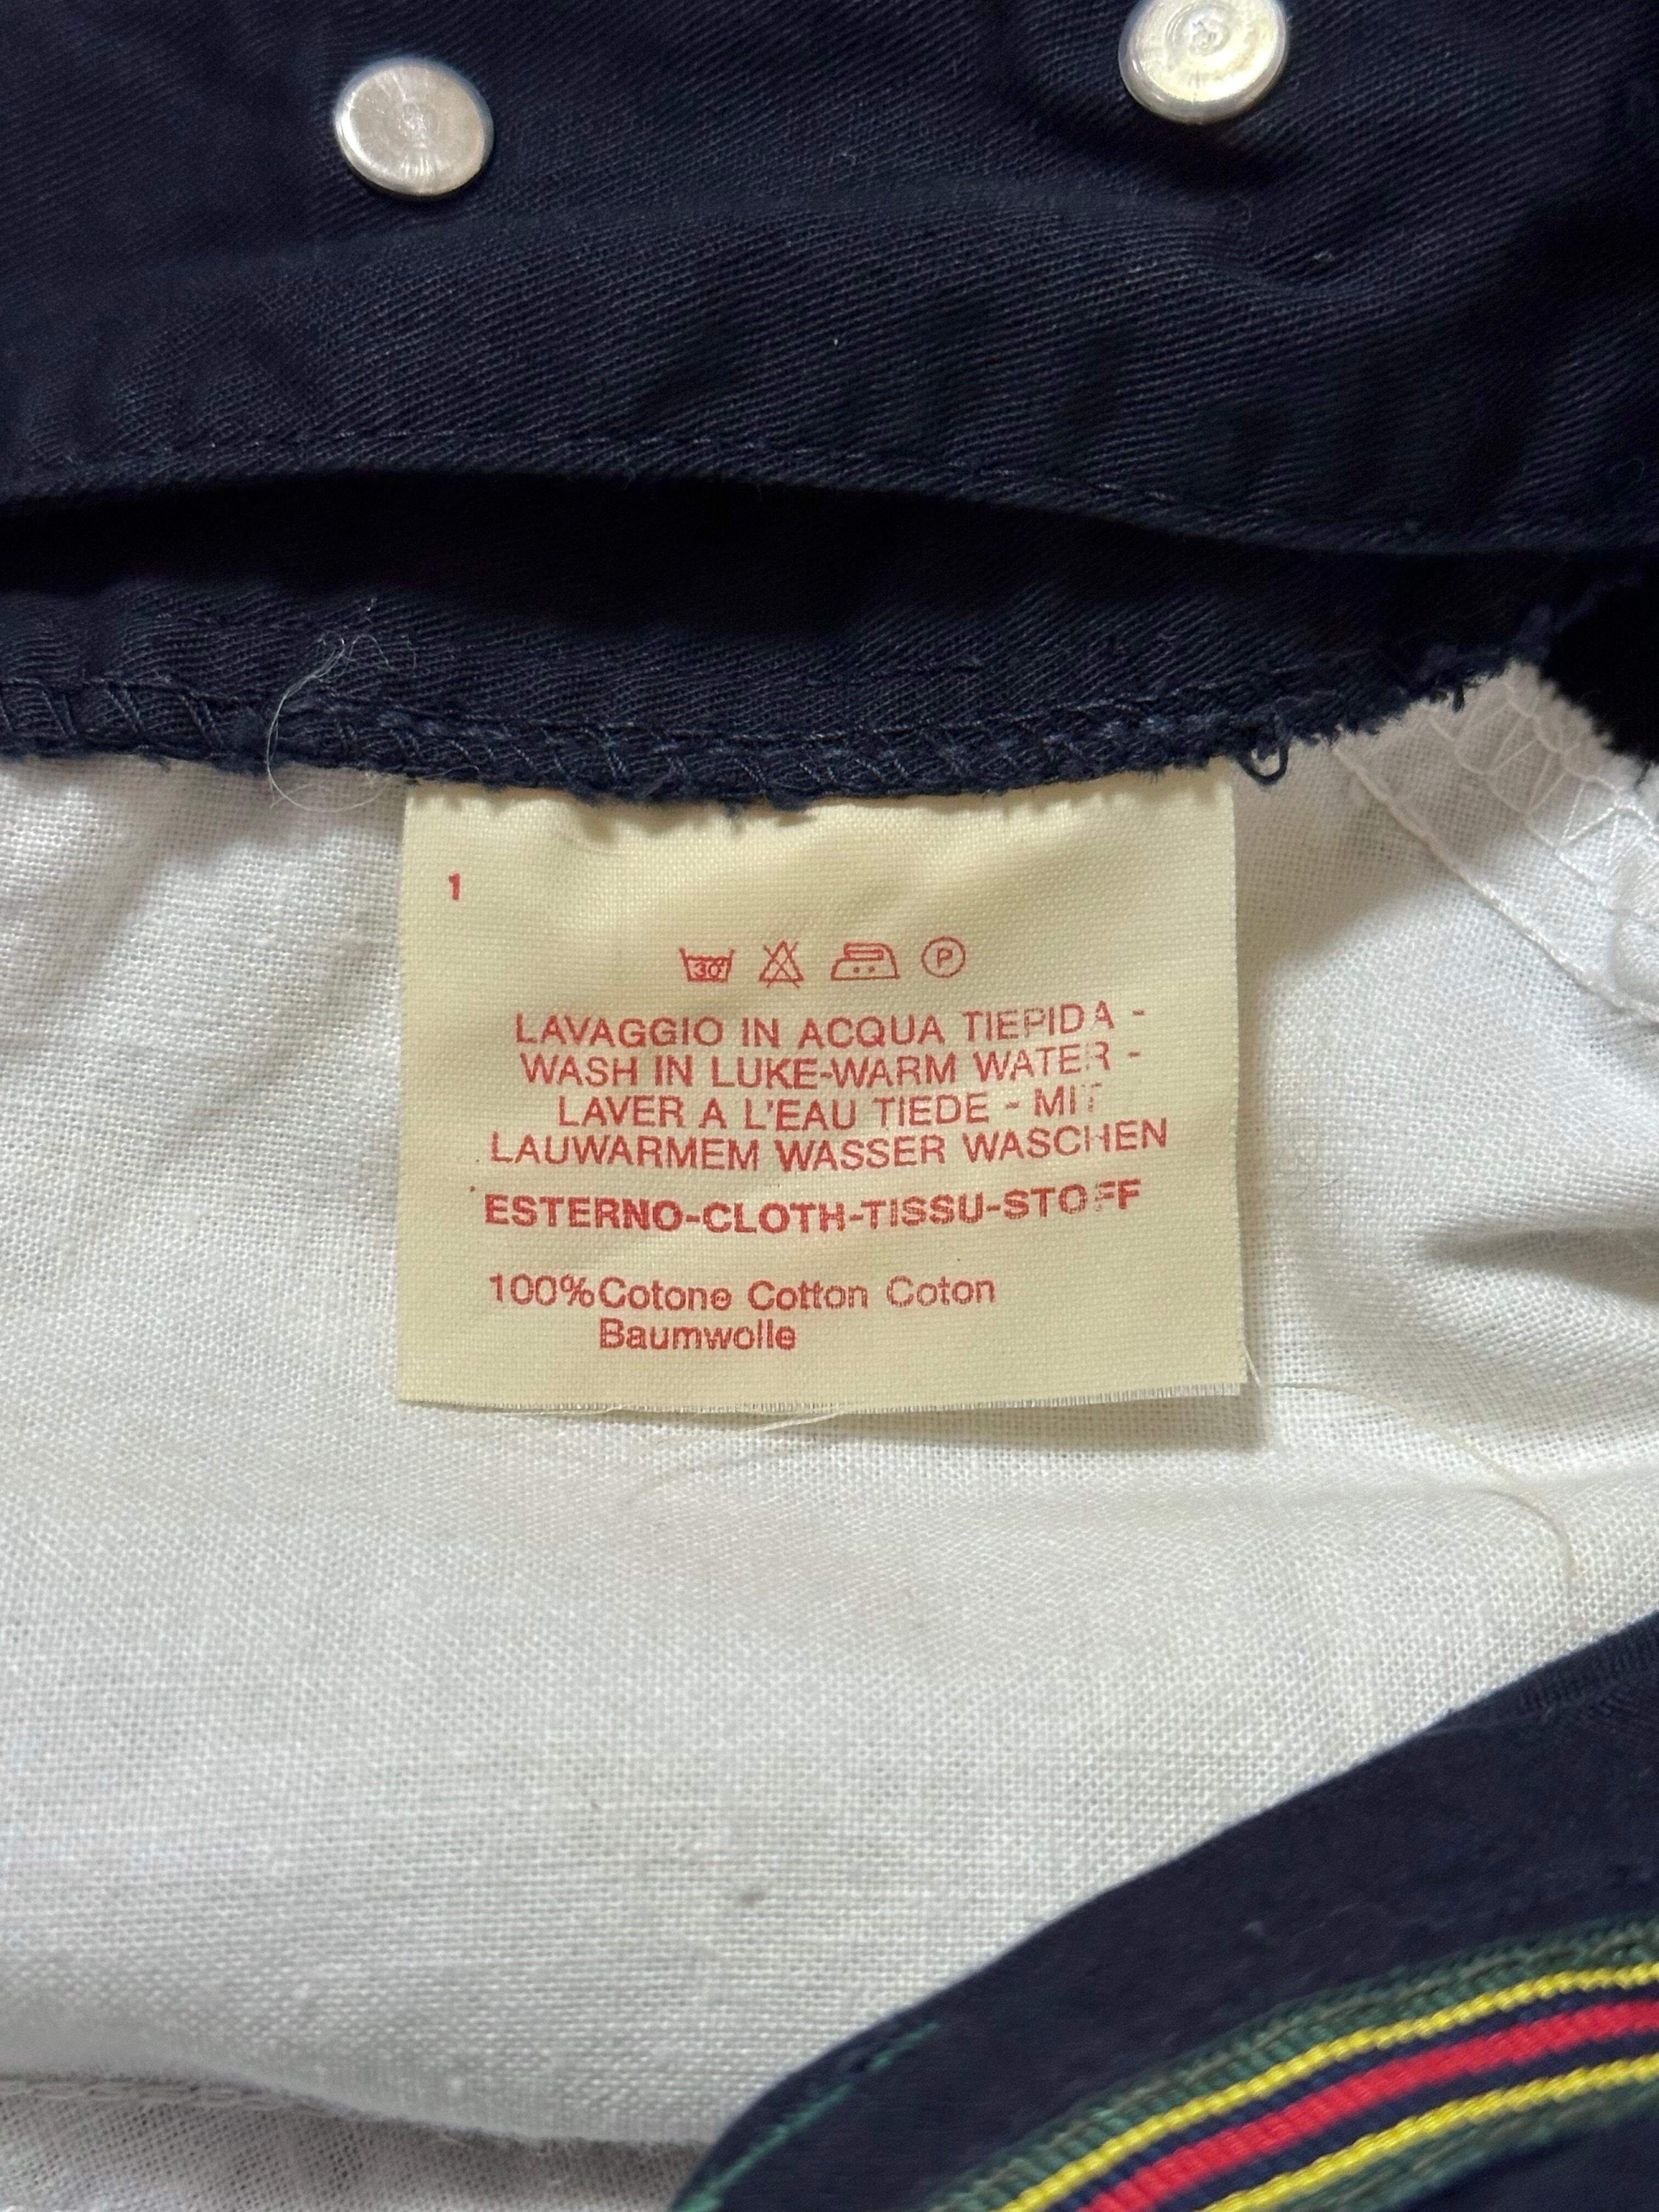 1
30°
P
LAVAGGIO IN ACQUA TIEPIDA -
WASH IN LUKE-WARM WATER -
LAVER A L'EAU TIEDE - MIT
LAUWARMEM WASSER WASCHEN
ESTERNO-CLOTH-TISSU-STOFF
100%Cotone Cotton Coton
Baumwolle